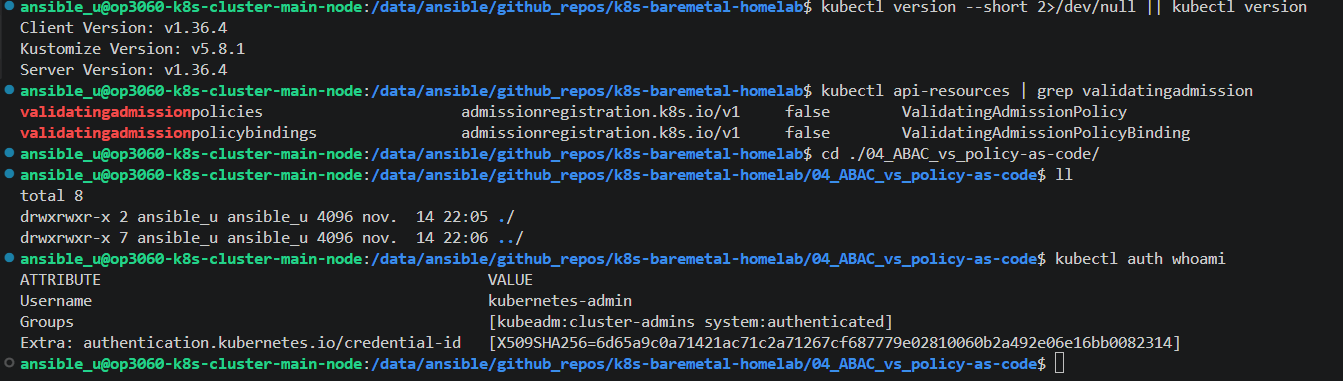 ansible_u@op3060-k8s-cluster-main-node:/data/ansible/github_repos/k8s-baremetal-homelab$ kubectl version --short 2>/dev/null || kubectl version
Client Version: v1.36.4
Kustomize Version: v5.8.1
Server Version: v1.36.4
ansible_u@op3060-k8s-cluster-main-node:/data/ansible/github_repos/k8s-baremetal-homelab$ kubectl api-resources | grep validatingadmission
validatingadmissionpolicies admissionregistration.k8s.io/v1 false ValidatingAdmissionPolicy
validatingadmissionpolicybindings admissionregistration.k8s.io/v1 false ValidatingAdmissionPolicyBinding
ansible_u@op3060-k8s-cluster-main-node:/data/ansible/github_repos/k8s-baremetal-homelab$ cd ./04_ABAC_vs_policy-as-code/
ansible_u@op3060-k8s-cluster-main-node:/data/ansible/github_repos/k8s-baremetal-homelab/04_ABAC_vs_policy-as-code$ ll
total 8
drwxrwxr-x 2 ansible_u ansible_u 4096 nov. 14 22:05 ./
drwxrwxr-x 7 ansible_u ansible_u 4096 nov. 14 22:06 ../
ansible_u@op3060-k8s-cluster-main-node:/data/ansible/github_repos/k8s-baremetal-homelab/04_ABAC_vs_policy-as-code$ kubectl auth whoami
ATTRIBUTE VALUE
Username kubernetes-admin
Groups [kubeadm:cluster-admins system:authenticated]
Extra: authentication.kubernetes.io/credential-id [X509SHA256=6d65a9c0a71421ac71c2a71267cf687779e02810060b2a492e06e16bb0082314]
ansible_u@op3060-k8s-cluster-main-node:/data/ansible/github_repos/k8s-baremetal-homelab/04_ABAC_vs_policy-as-code$